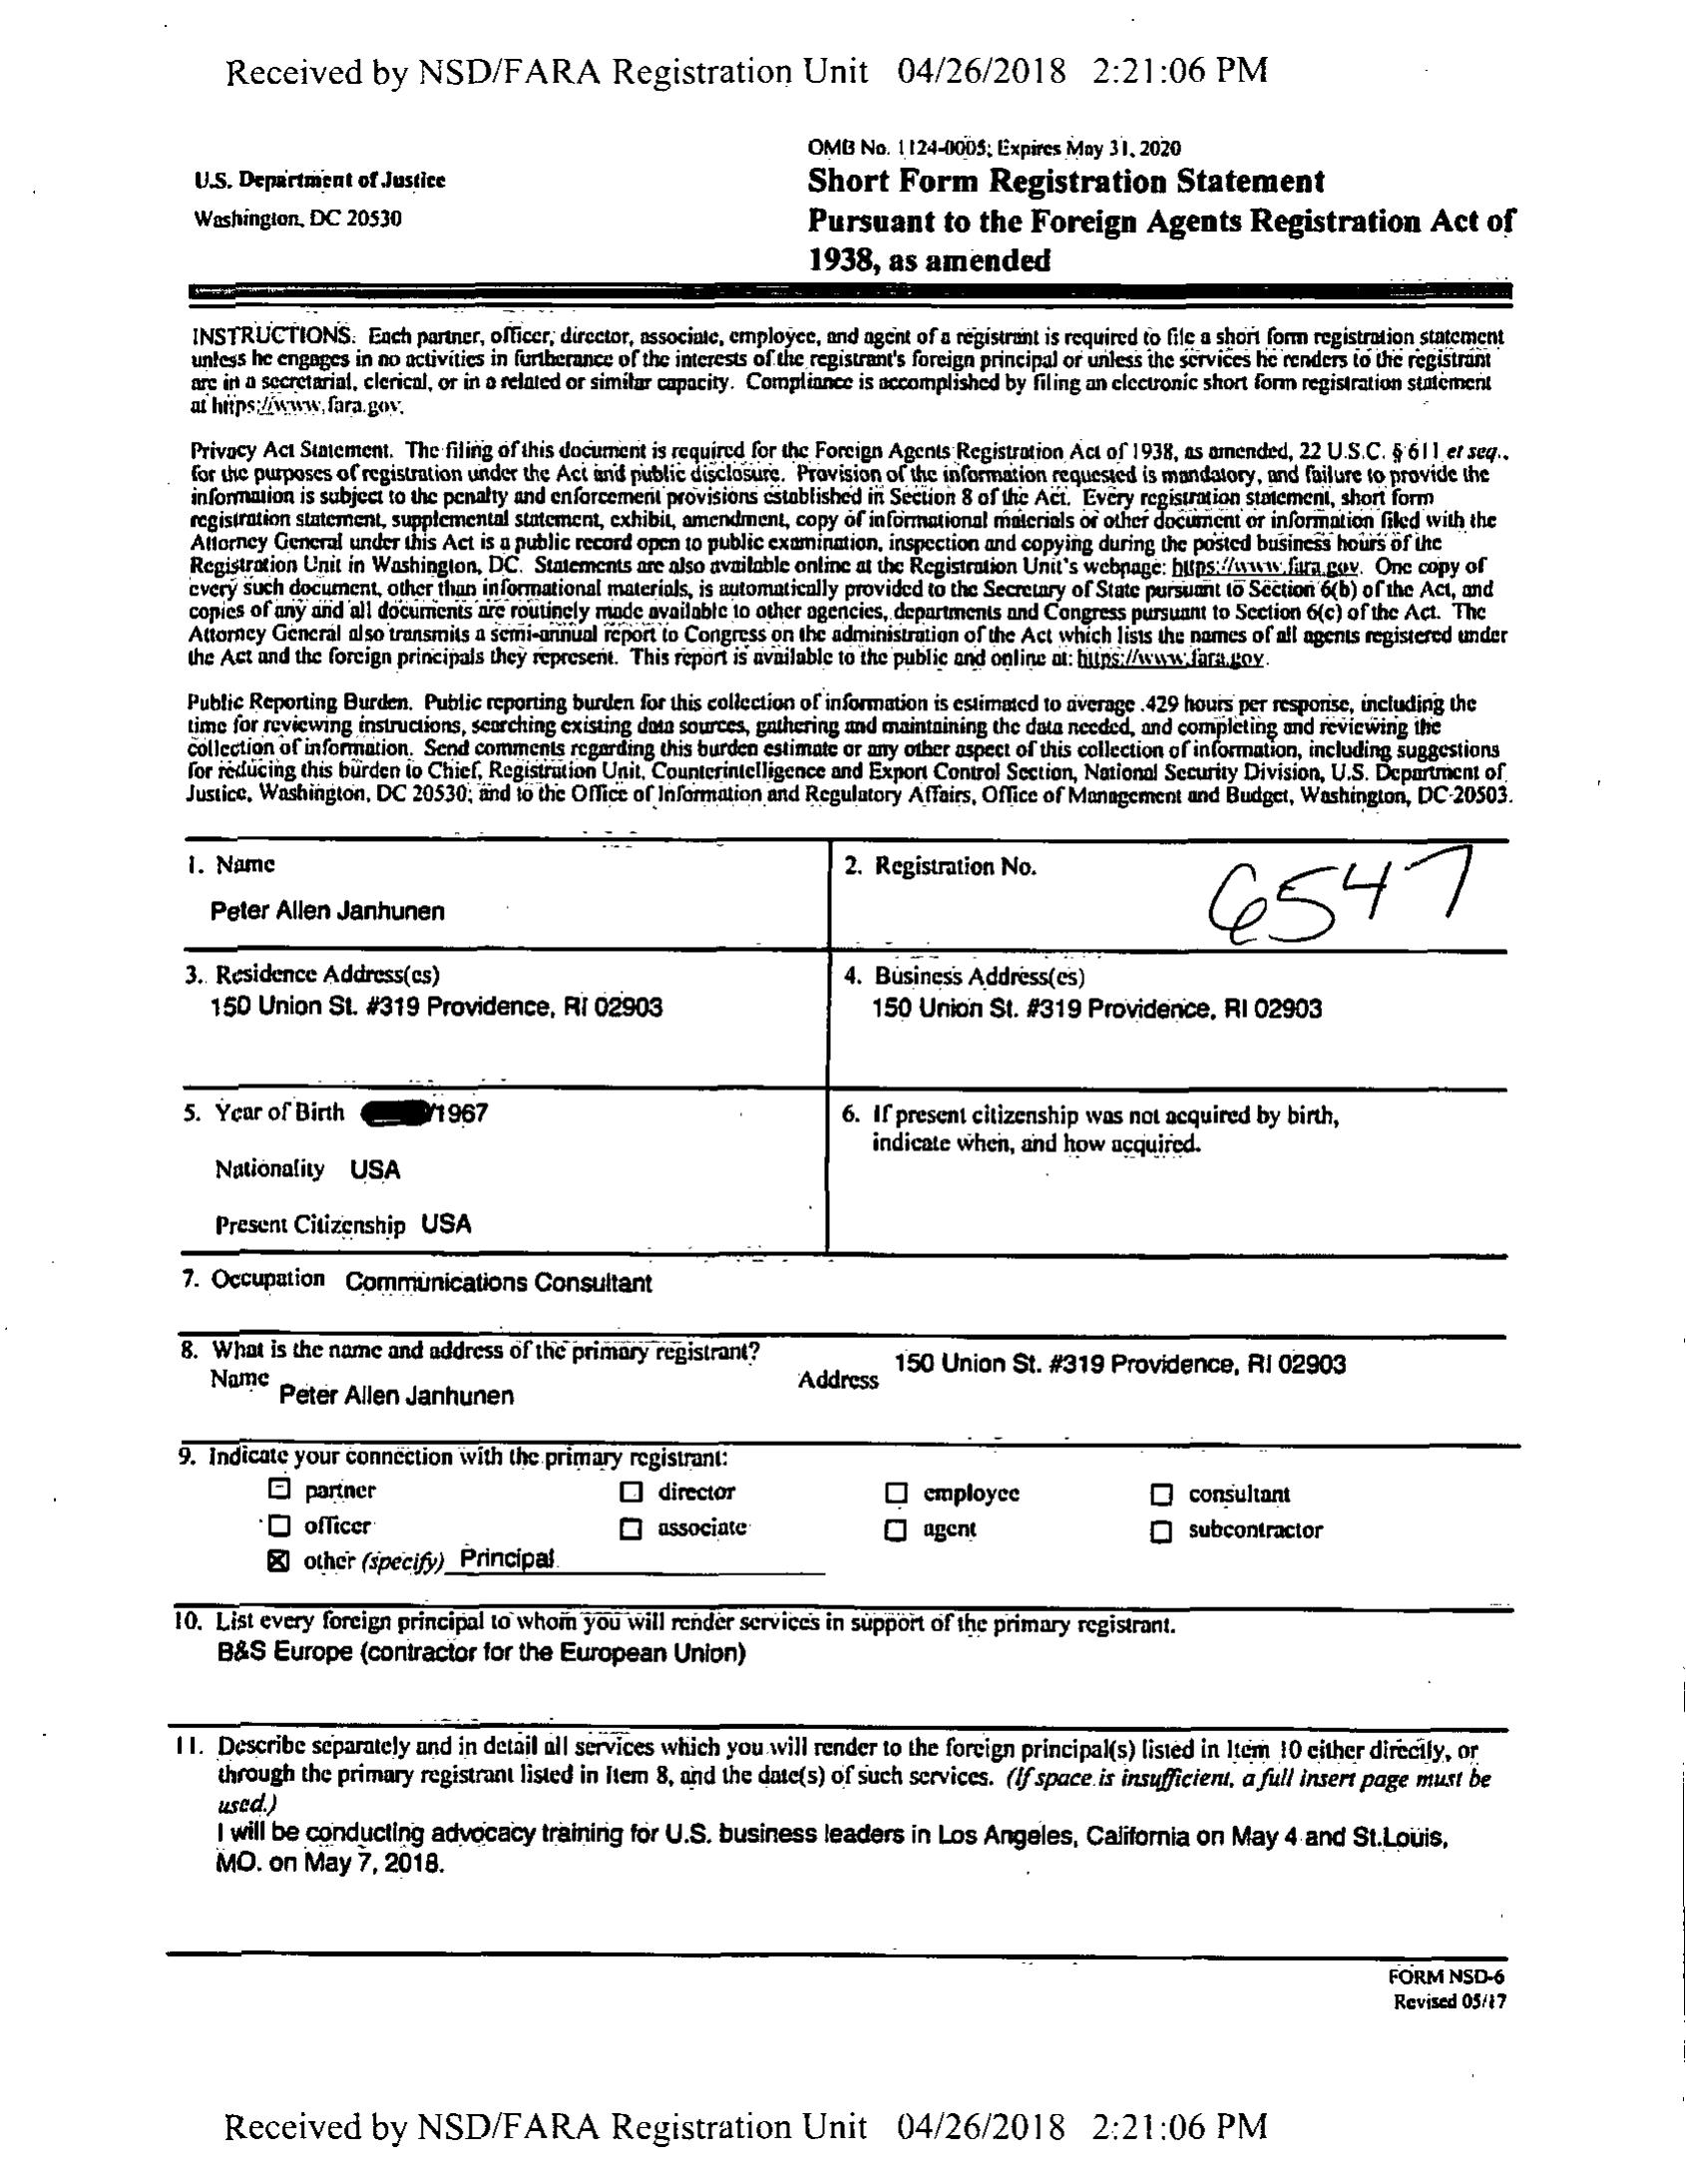 Received by NSD/FARA Registration Unit 04/26/2018 2:21:06 PM
OMB No. 1124-0005; Expires May 31, 2020
U.S. Department of Justice
Washington, DC 20530
Short Form Registration Statement
Pursuant to the Foreign Agents Registration Act of
1938, as amended
INSTRUCTIONS. Each partner, officer, director, associate, employee, and agent of a registrant is required to file a short form registration statement
unless he engages in no activities in furtherance of the interests of the registrant's foreign principal or unless the services he renders to the registrant
are in a secretarial, clerical, or in a related or similar capacity. Compliance is accomplished by filing an electronic short form registration statement
at https://www.fara.gov.
Privacy Act Statement. The filing of this document is required for the Foreign Agents Registration Act of 1938, as amended, 22 U.S.C. § 611 et seq.,
for the purposes of registration under the Act and public disclosure. Provision of the information requested is mandatory, and failure to provide the
information is subject to the penalty and enforcement provisions established in Section 8 of the Act. Every registration statement, short form
registration statement, supplemental statement, exhibit, amendment, copy of informational materials or other document or information filed with the
Attorney General under this Act is a public record open to public examination, inspection and copying during the posted business hours of the
Registration Unit in Washington, DC. Statements are also available online at the Registration Unit's webpage: https://www.fara.gov. One copy of
every such document, other than informational materials, is automatically provided to the Secretary of State pursuant to Section 6(b) of the Act, and
copies of any and all documents are routinely made available to other agencies, departments and Congress pursuant to Section 6(c) of the Act. The
Attorney General also transmits a semi-annual report to Congress on the administration of the Act which lists the names of all agents registered under
the Act and the foreign principals they represent. This report is available to the public and online at: https://www.fara.gov.
Public Reporting Burden. Public reporting burden for this collection of information is estimated to average .429 hours per response, including the
time for reviewing instructions, searching existing data sources, gathering and maintaining the data needed, and completing and reviewing the
collection of information. Send comments regarding this burden estimate or any other aspect of this collection of information, including suggestions
for reducing this burden to Chief, Registration Unit, Counterintelligence and Export Control Section, National Security Division, U.S. Department of
Justice, Washington, DC 20530; and to the Office of Information and Regulatory Affairs, Office of Management and Budget, Washington, DC 20503.
1. Name
Peter Allen Janhunen
2. Registration No.
6547
3. Residence Address(es)
150 Union St. #319 Providence, RI 02903
4. Business Address(es)
150 Union St. #319 Providence, RI 02903
5. Year of Birth /1967
Nationality USA
Present Citizenship USA
6. If present citizenship was not acquired by birth,
indicate when, and how acquired.
7. Occupation Communications Consultant
8. What is the name and address of the primary registrant?
Name Peter Allen Janhunen
Address 150 Union St. #319 Providence, RI 02903
9. Indicate your connection with the primary registrant:
partner director employee consultant
officer associate agent subcontractor
other (specify) Principal
10. List every foreign principal to whom you will render services in support of the primary registrant.
B&S Europe (contractor for the European Union)
11. Describe separately and in detail all services which you will render to the foreign principal(s) listed in Item 10 either directly, or
through the primary registrant listed in Item 8, and the date(s) of such services. (If space is insufficient, a full insert page must be
used.)
I will be conducting advocacy training for U.S. business leaders in Los Angeles, California on May 4 and St.Louis,
MO. on May 7, 2018.
FORM NSD-6
Revised 05/17
Received by NSD/FARA Registration Unit 04/26/2018 2:21:06 PM